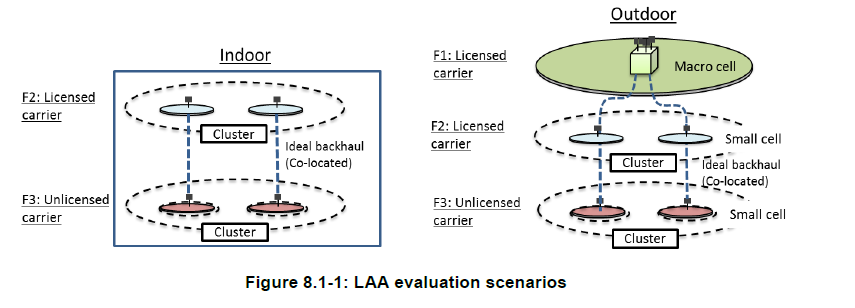 Indoor
F2: Licensed
carrier
Cluster
Ideal backhaul
(Co-located)
F3: Unlicensed
carrier
Cluster
Outdoor
F1: Licensed
carrier
Macro cell
F2: Licensed
carrier
Small cell
Cluster
Ideal backhaul
(Co-located)
F3: Unlicensed
carrier
Small cell
Cluster
Figure 8.1-1: LAA evaluation scenarios